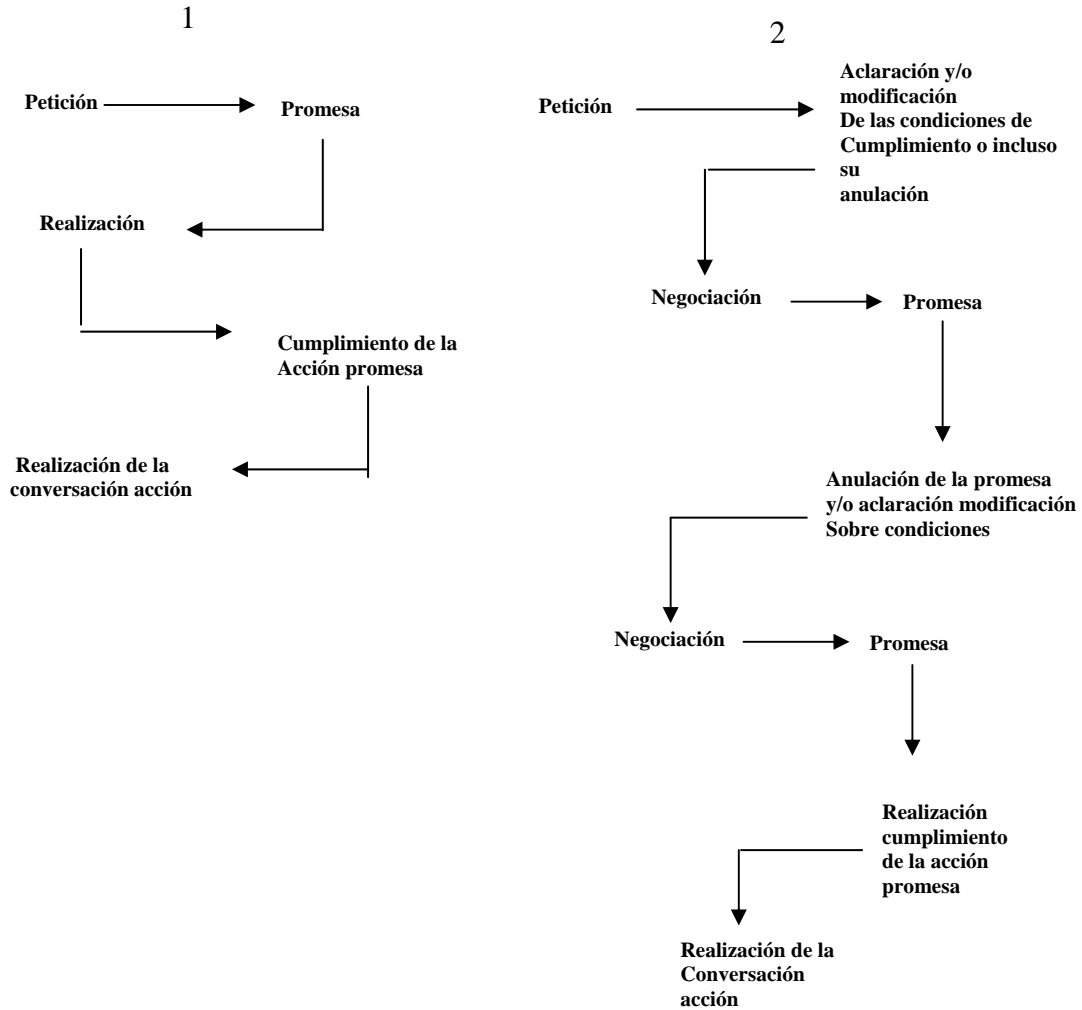 1
Petición
Promesa
Realización
Cumplimiento de la
Acción promesa
Realización de la
conversación acción
2
Petición
Aclaración y/o
modificación
De las condiciones de
Cumplimiento o incluso
su
anulación
Negociación
Promesa
Anulación de la promesa
y/o aclaración modificación
Sobre condiciones
Negociación
Promesa
Realización
cumplimiento
de la acción
promesa
Realización de la
Conversación
acción